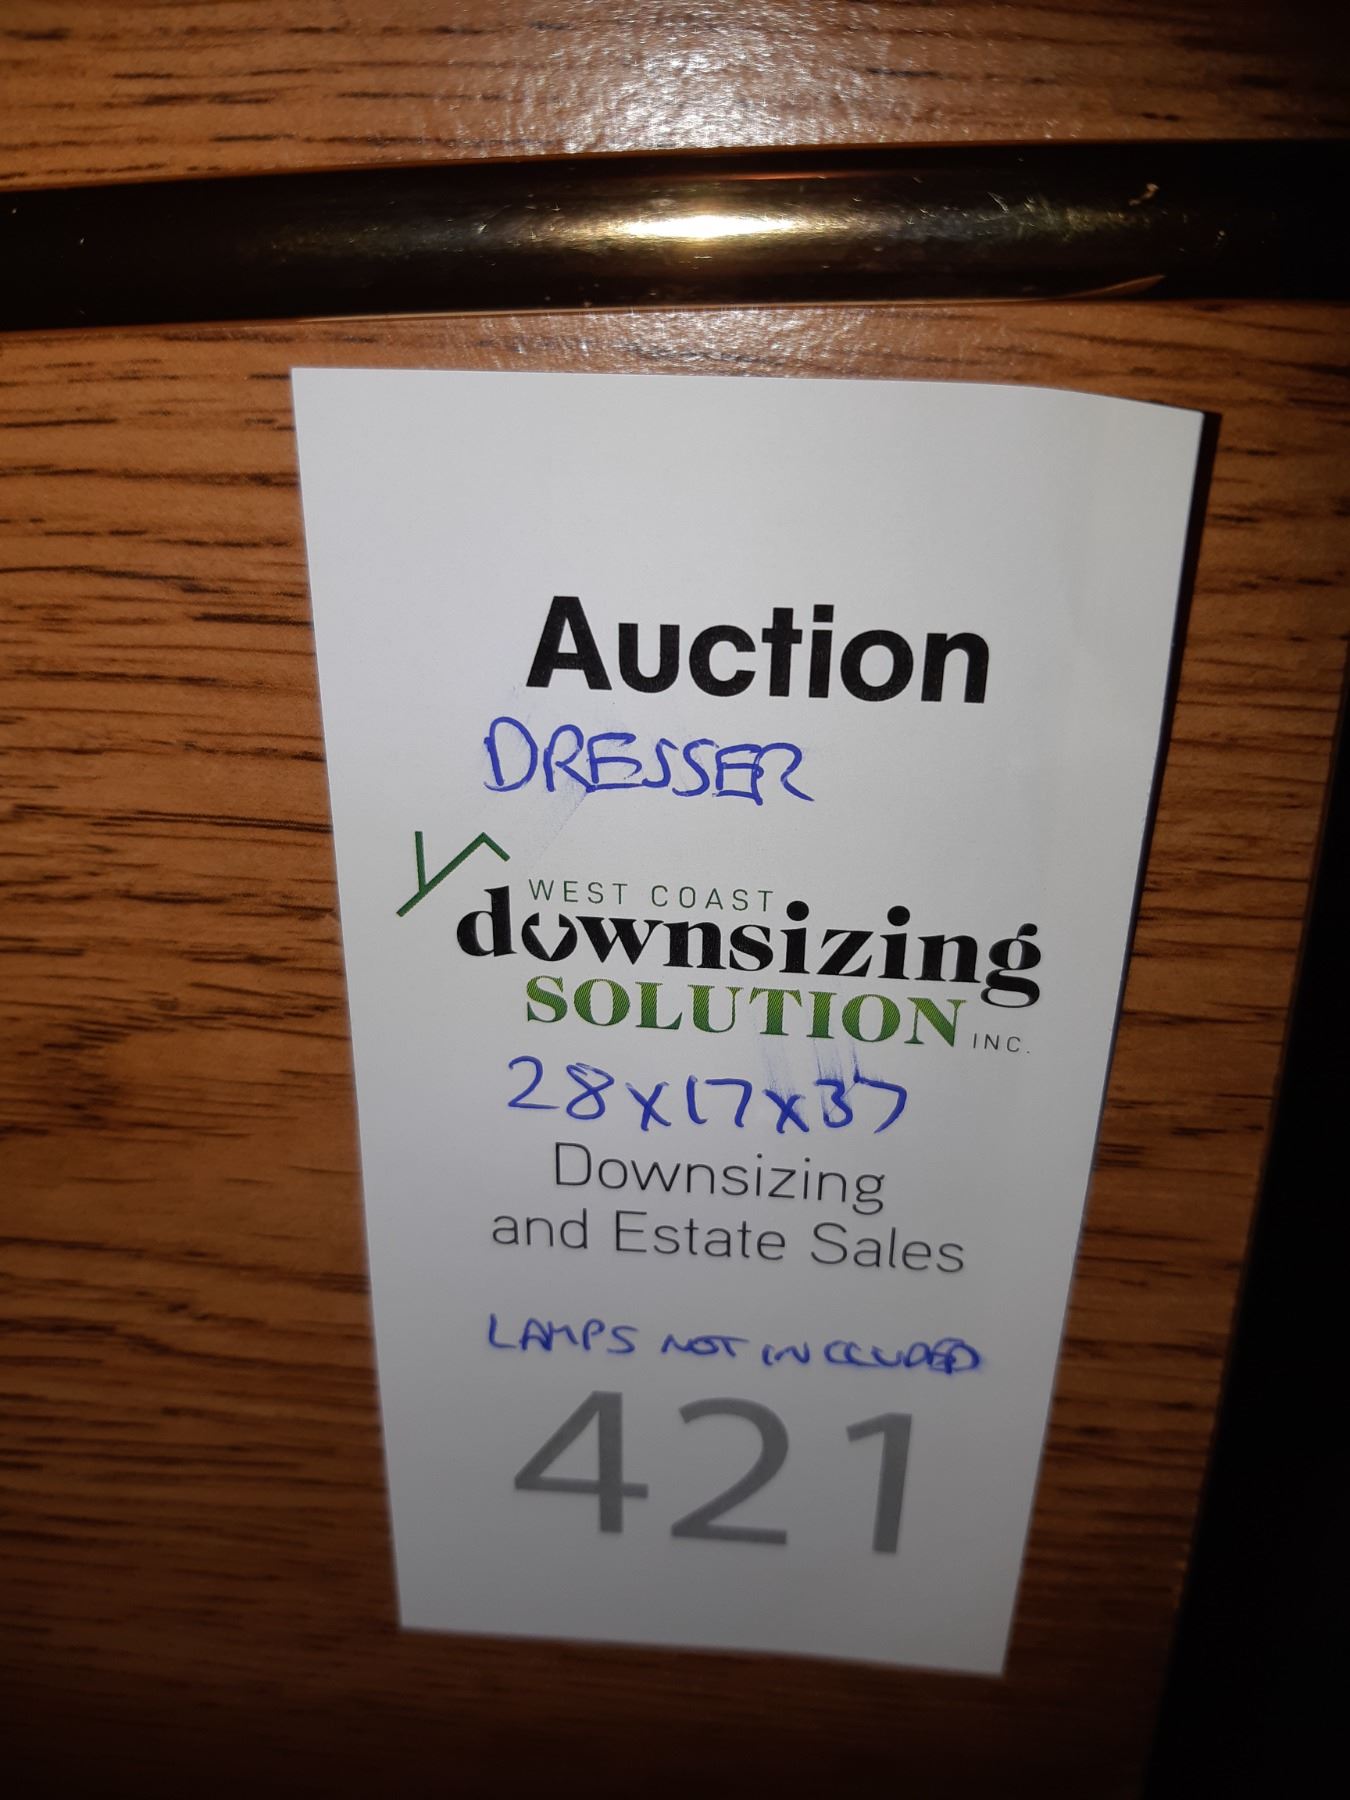 Auction
DRESSER
WEST COAST
downsizing
SOLUTION INC.
28x17x37
Downsizing
and Estate Sales
LAMPS NOT INCLUDED
421